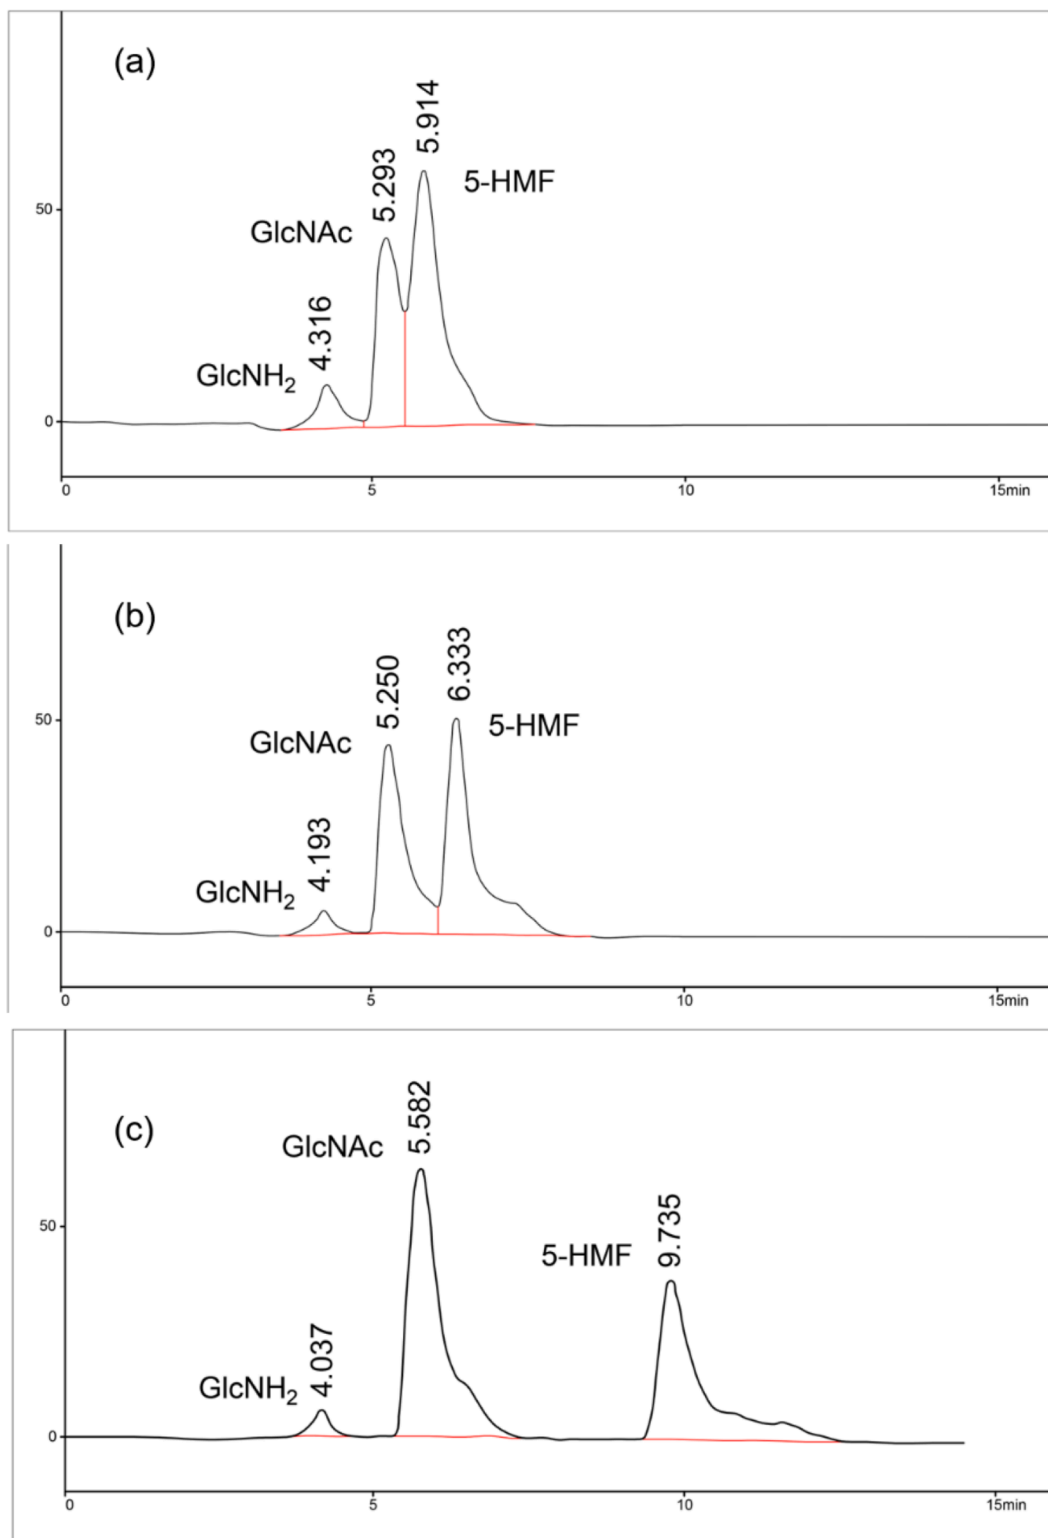 (a)
5.914
5.293
5-HMF
GlcNAc
50
4.316
GlcNH₂
0
0 5 10 15min
(b)
6.333
5.250
5-HMF
GlcNAc
50
4.193
GlcNH₂
0
0 5 10 15min
(c)
5.582
GlcNAc
9.735
5-HMF
50
4.037
GlcNH₂
0
0 5 10 15min